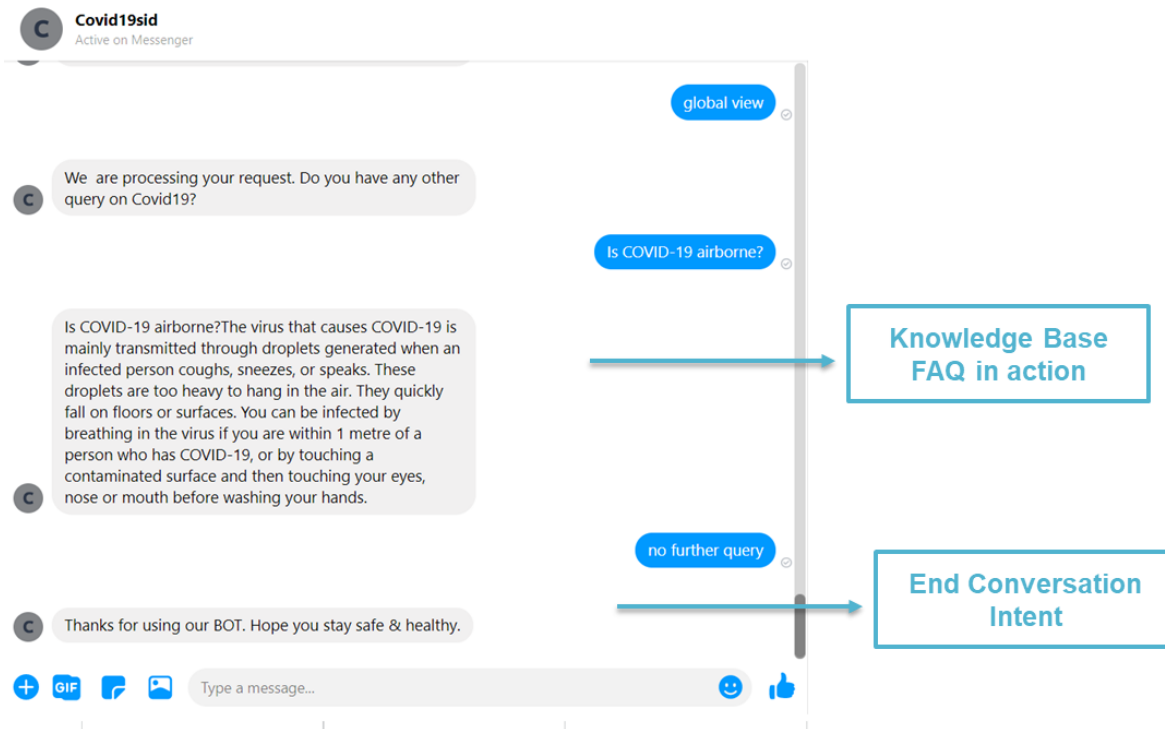 C
Covid19sid
Active on Messenger
global view
We  are processing your request. Do you have any other
query on Covid19?
C
Is COVID-19 airborne?
Is COVID-19 airborne?The virus that causes COVID-19 is
mainly transmitted through droplets generated when an
infected person coughs, sneezes, or speaks. These
droplets are too heavy to hang in the air. They quickly
fall on floors or surfaces. You can be infected by
breathing in the virus if you are within 1 metre of a
person who has COVID-19, or by touching a
contaminated surface and then touching your eyes,
nose or mouth before washing your hands.
C
Knowledge Base
FAQ in action
no further query
End Conversation
Intent
C
Thanks for using our BOT. Hope you stay safe & healthy.
GIF
Type a message...